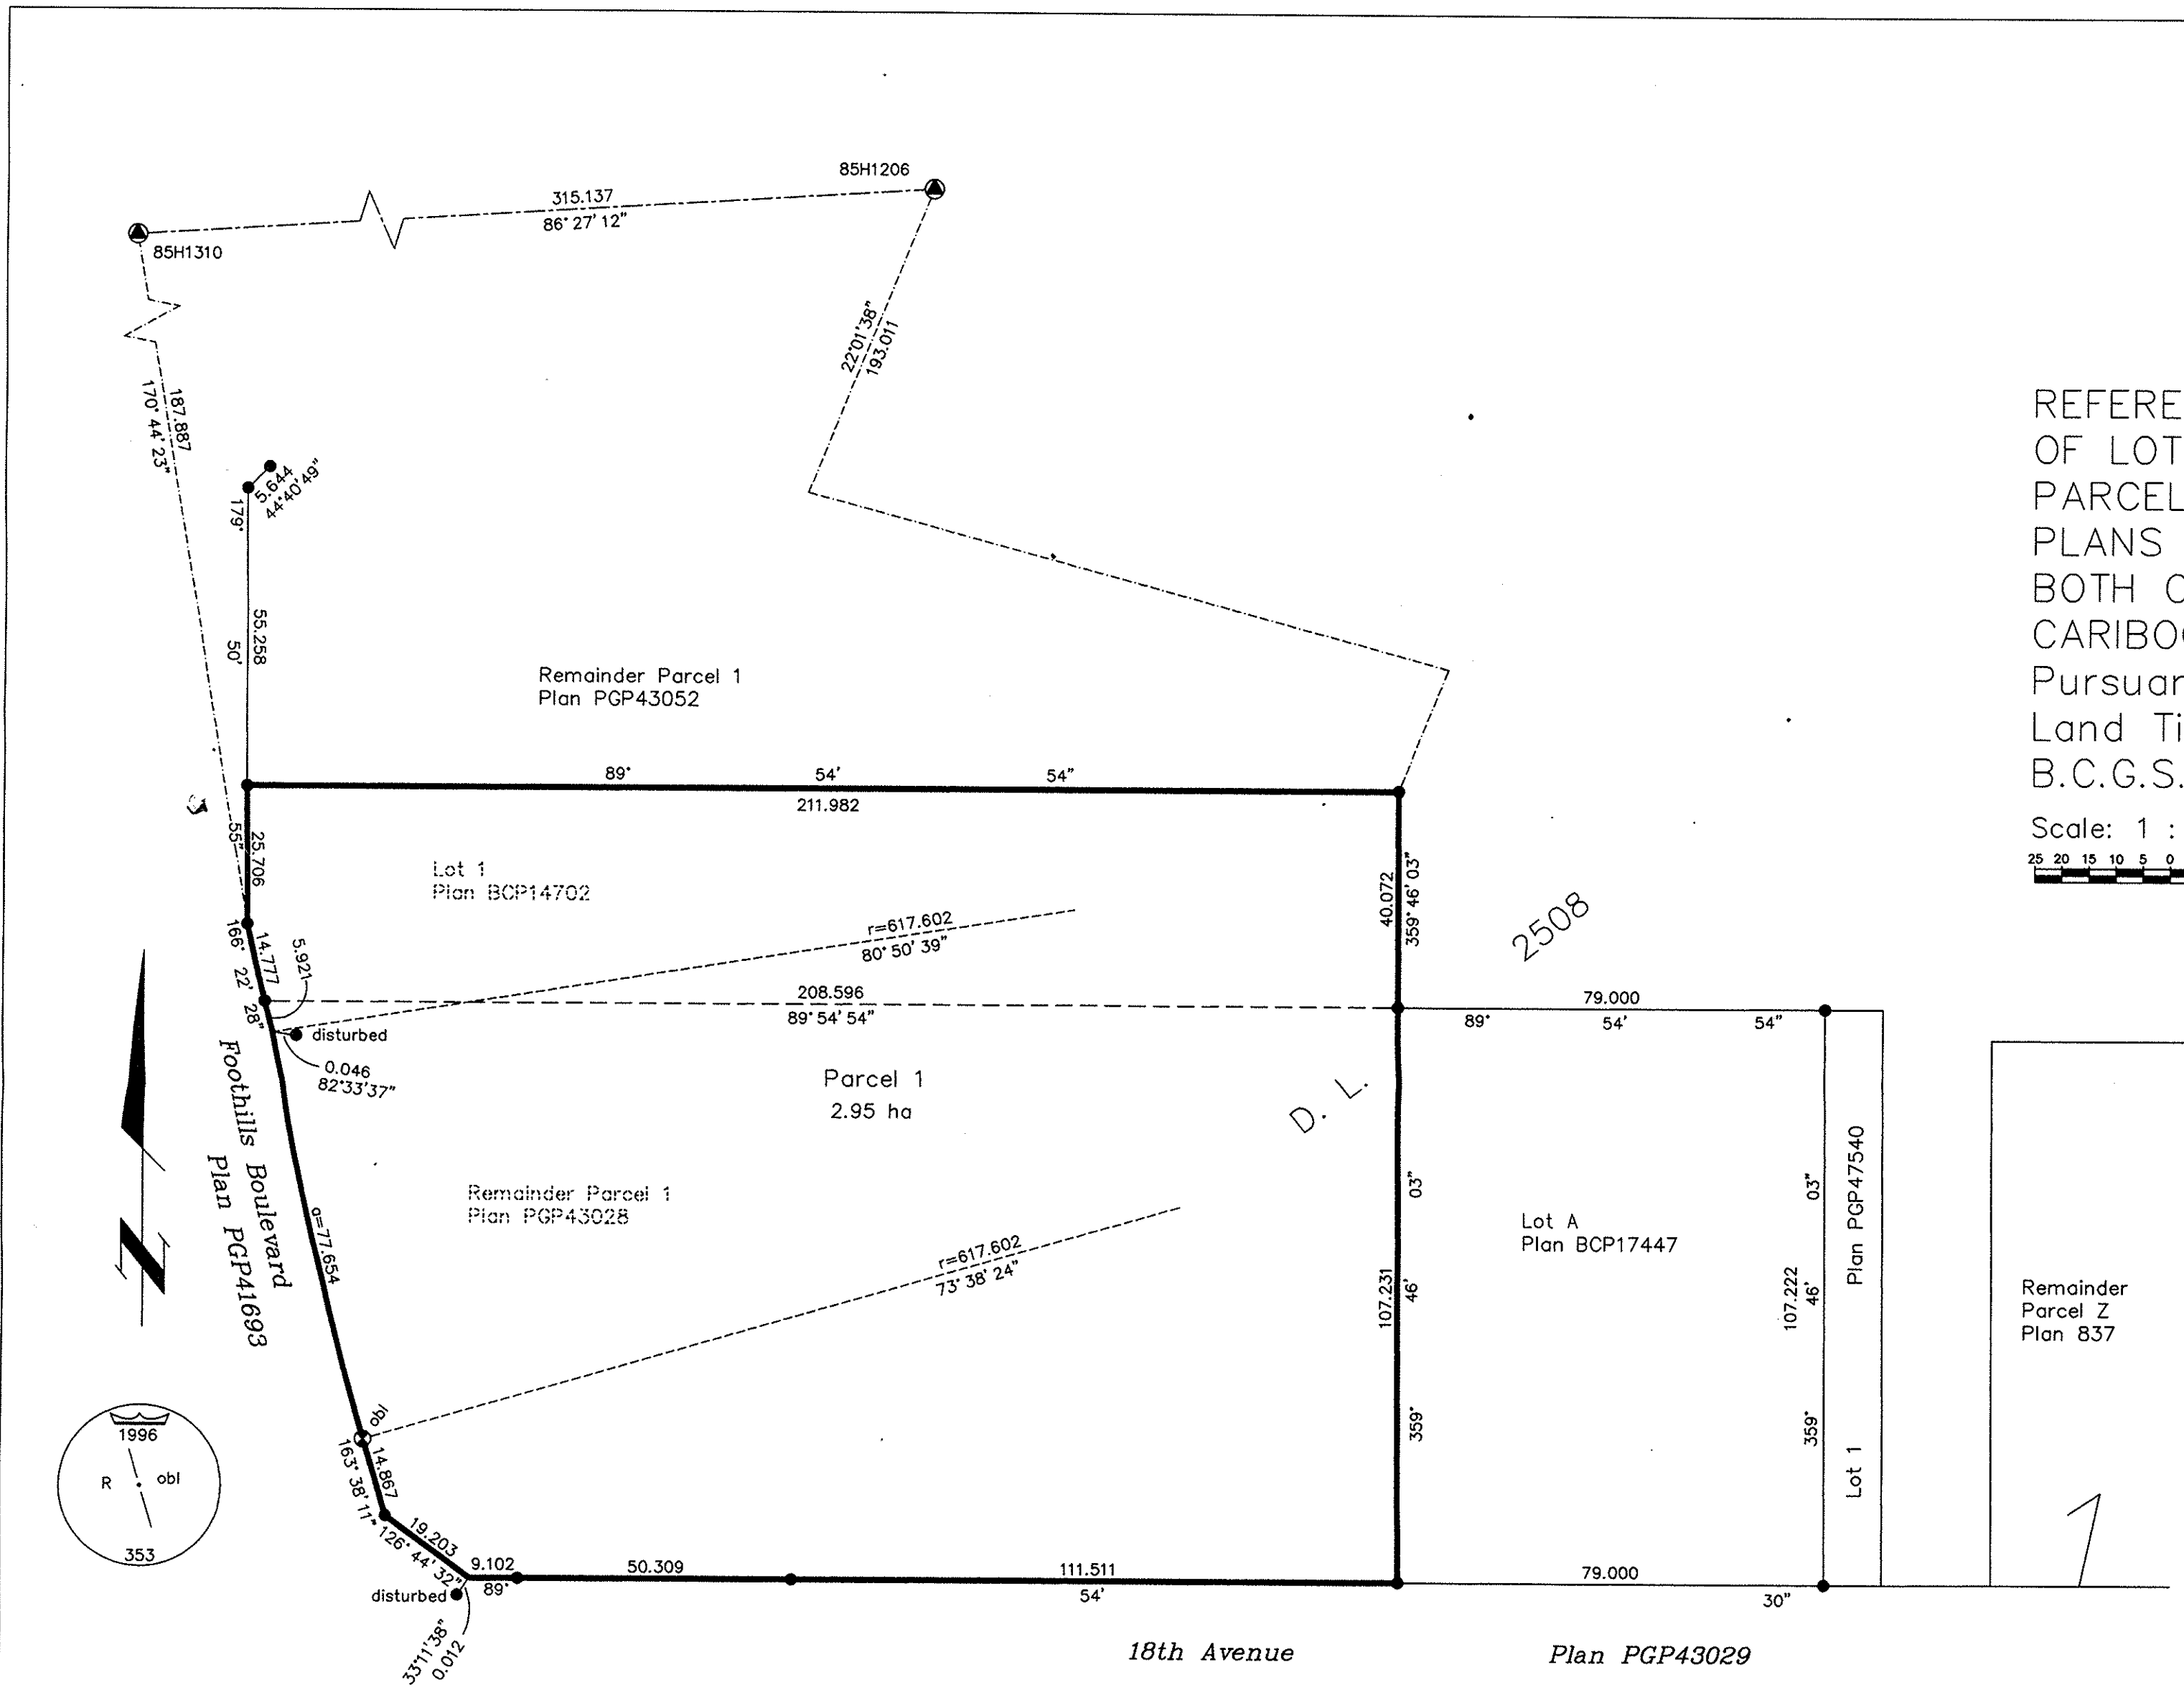 85H1206
315.137
86° 27' 12"
85H1310
22°01'38"
193.011
187.887
170° 44' 23"
5.644
44°40'49"
179°
55.258
50'
REFERE
OF LOT
PARCEL
PLANS
BOTH O
CARIBOO
Pursuan
Land Ti
B.C.G.S.
Scale: 1 :
25 20 15 10 5 0
Remainder Parcel 1
Plan PGP43052
89° 54' 54"
211.982
55"
25.706
Lot 1
Plan BCP14702
40.072
359° 46' 03"
2508
r=617.602
80° 50' 39"
166° 22' 28"
14.777
5.921
208.596
89° 54' 54"
79.000
89° 54' 54"
disturbed
0.046
82°33'37"
Parcel 1
2.95 ha
D. L.
Foothills Boulevard
Plan PGP41693
Remainder Parcel 1
Plan PGP43028
a=77.654
r=617.602
73° 38' 24"
107.231
359° 46' 03"
Lot A
Plan BCP17447
107.222
359° 46' 03"
Lot 1 Plan PGP47540
Remainder
Parcel Z
Plan 837
1
N
1996
R obl
353
obl
14.867
163° 38' 11"
19.203
126° 44' 32"
9.102
50.309
111.511
79.000
89° 54' 30"
disturbed
33°11'38"
0.012
18th Avenue Plan PGP43029